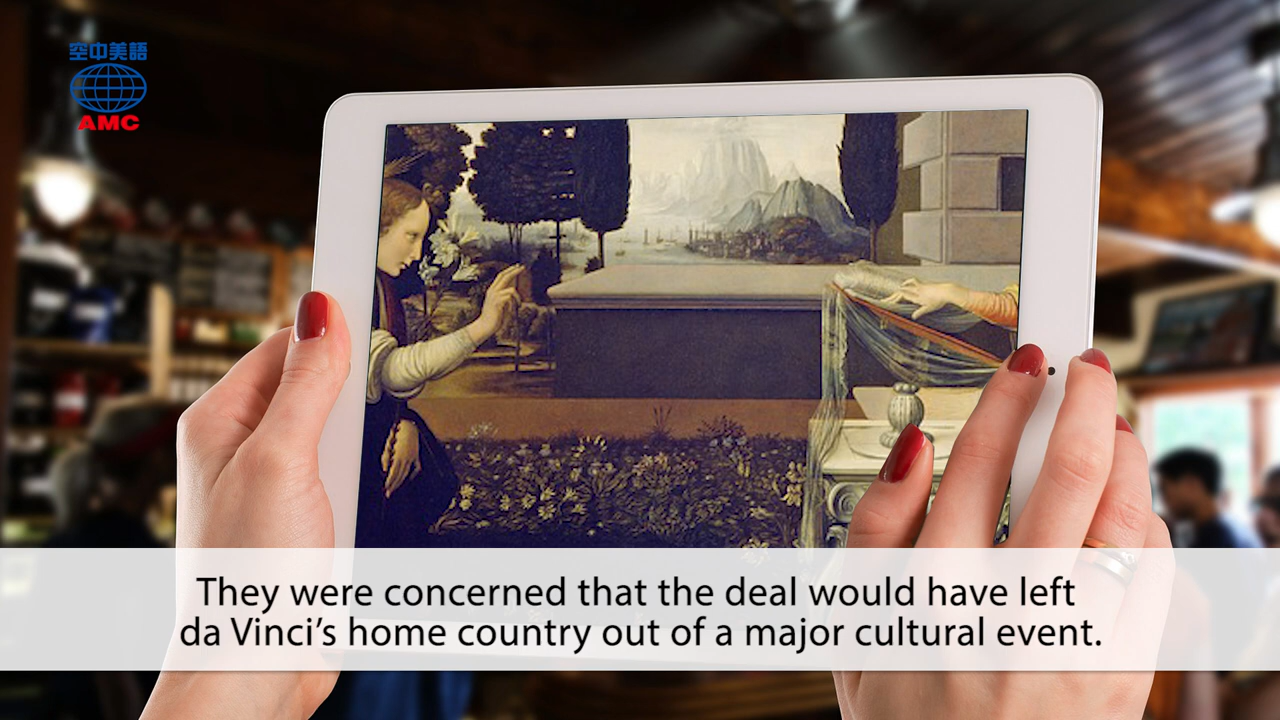 空中美語
AMC
They were concerned that the deal would have left
da Vinci’s home country out of a major cultural event.